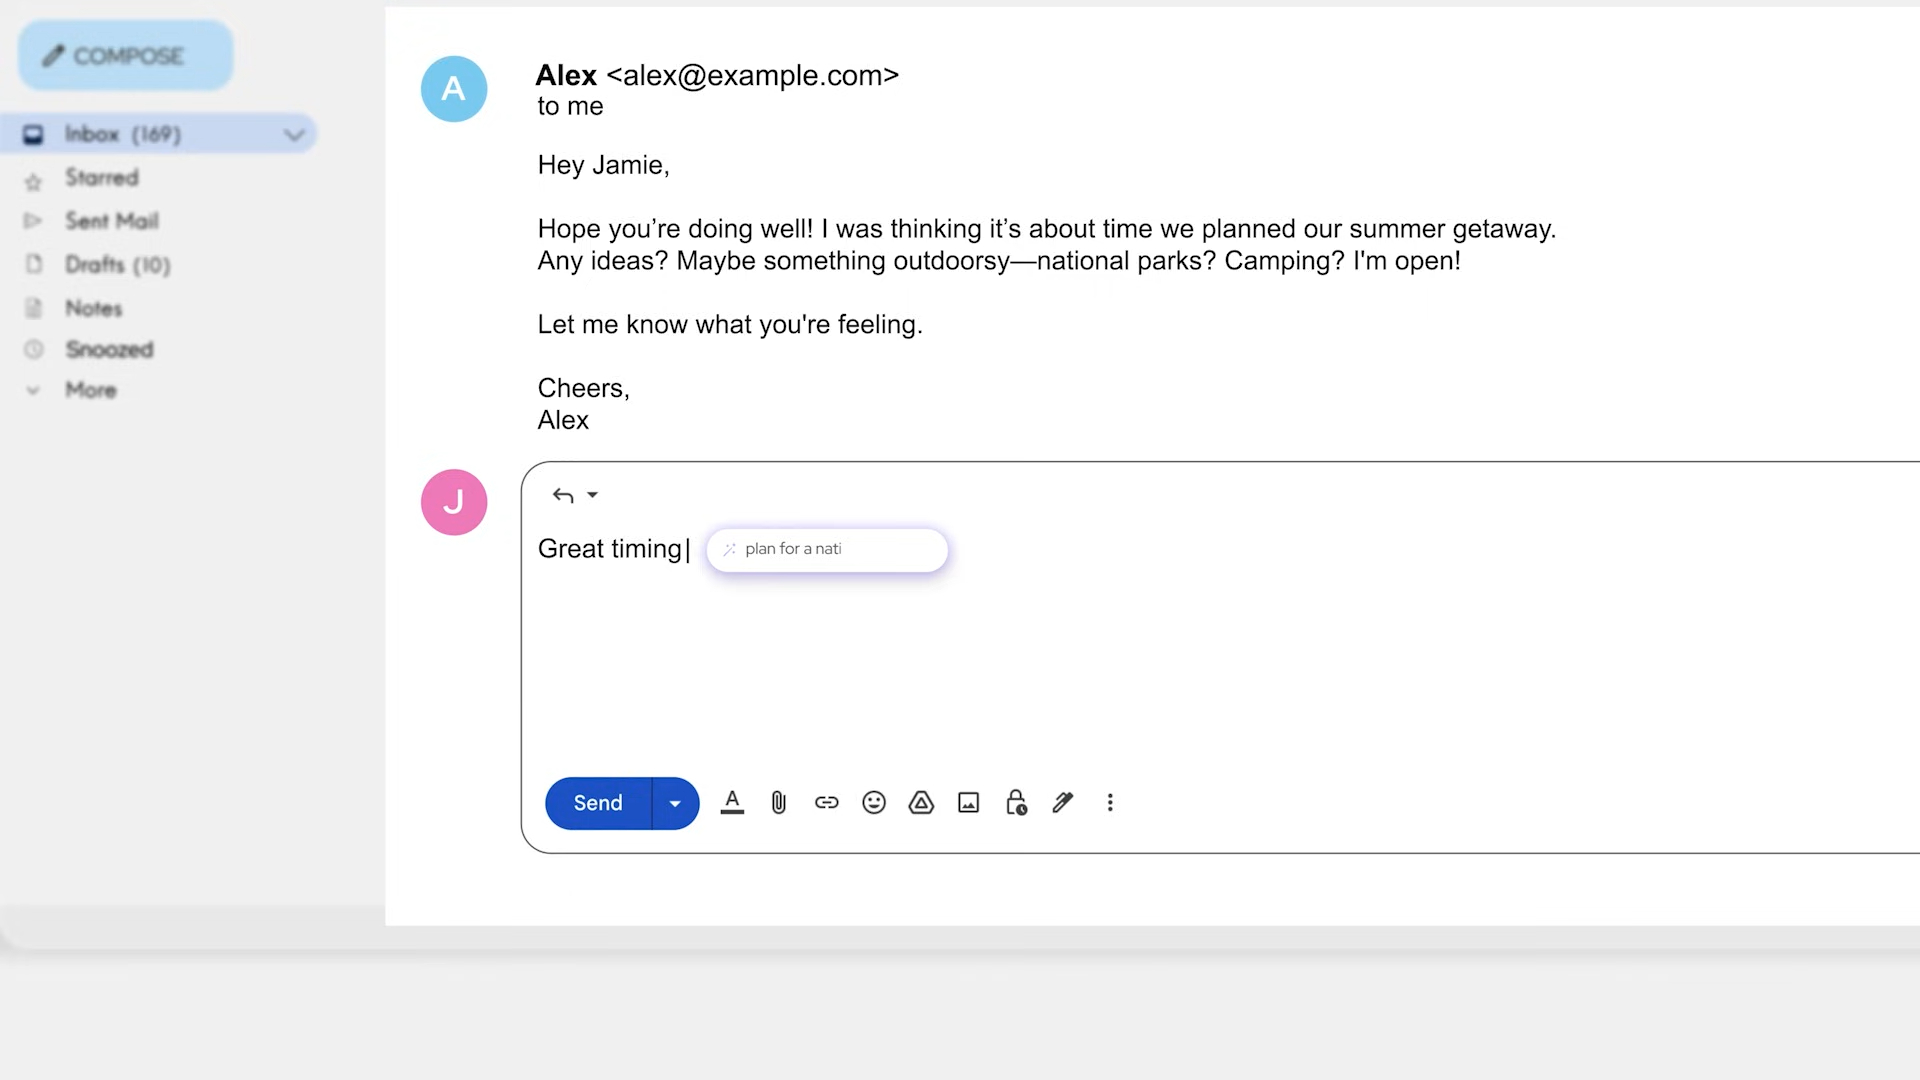 COMPOSE
Inbox (169)
Starred
Sent Mail
Drafts (10)
Notes
Snoozed
More
A
Alex <alex@example.com>
to me
Hey Jamie,
Hope you’re doing well! I was thinking it’s about time we planned our summer getaway.
Any ideas? Maybe something outdoorsy—national parks? Camping? I'm open!
Let me know what you're feeling.
Cheers,
Alex
J
Great timing plan for a nati
Send